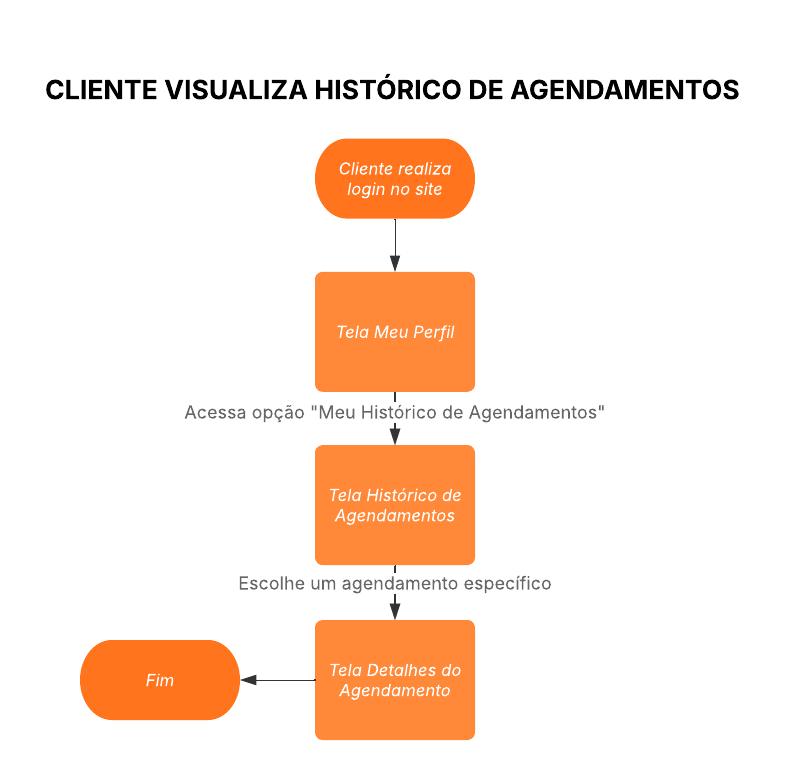 CLIENTE VISUALIZA HISTÓRICO DE AGENDAMENTOS
Cliente realiza
login no site
Tela Meu Perfil
Acessa opção "Meu Histórico de Agendamentos"
Tela Histórico de
Agendamentos
Escolhe um agendamento específico
Tela Detalhes do
Agendamento
Fim